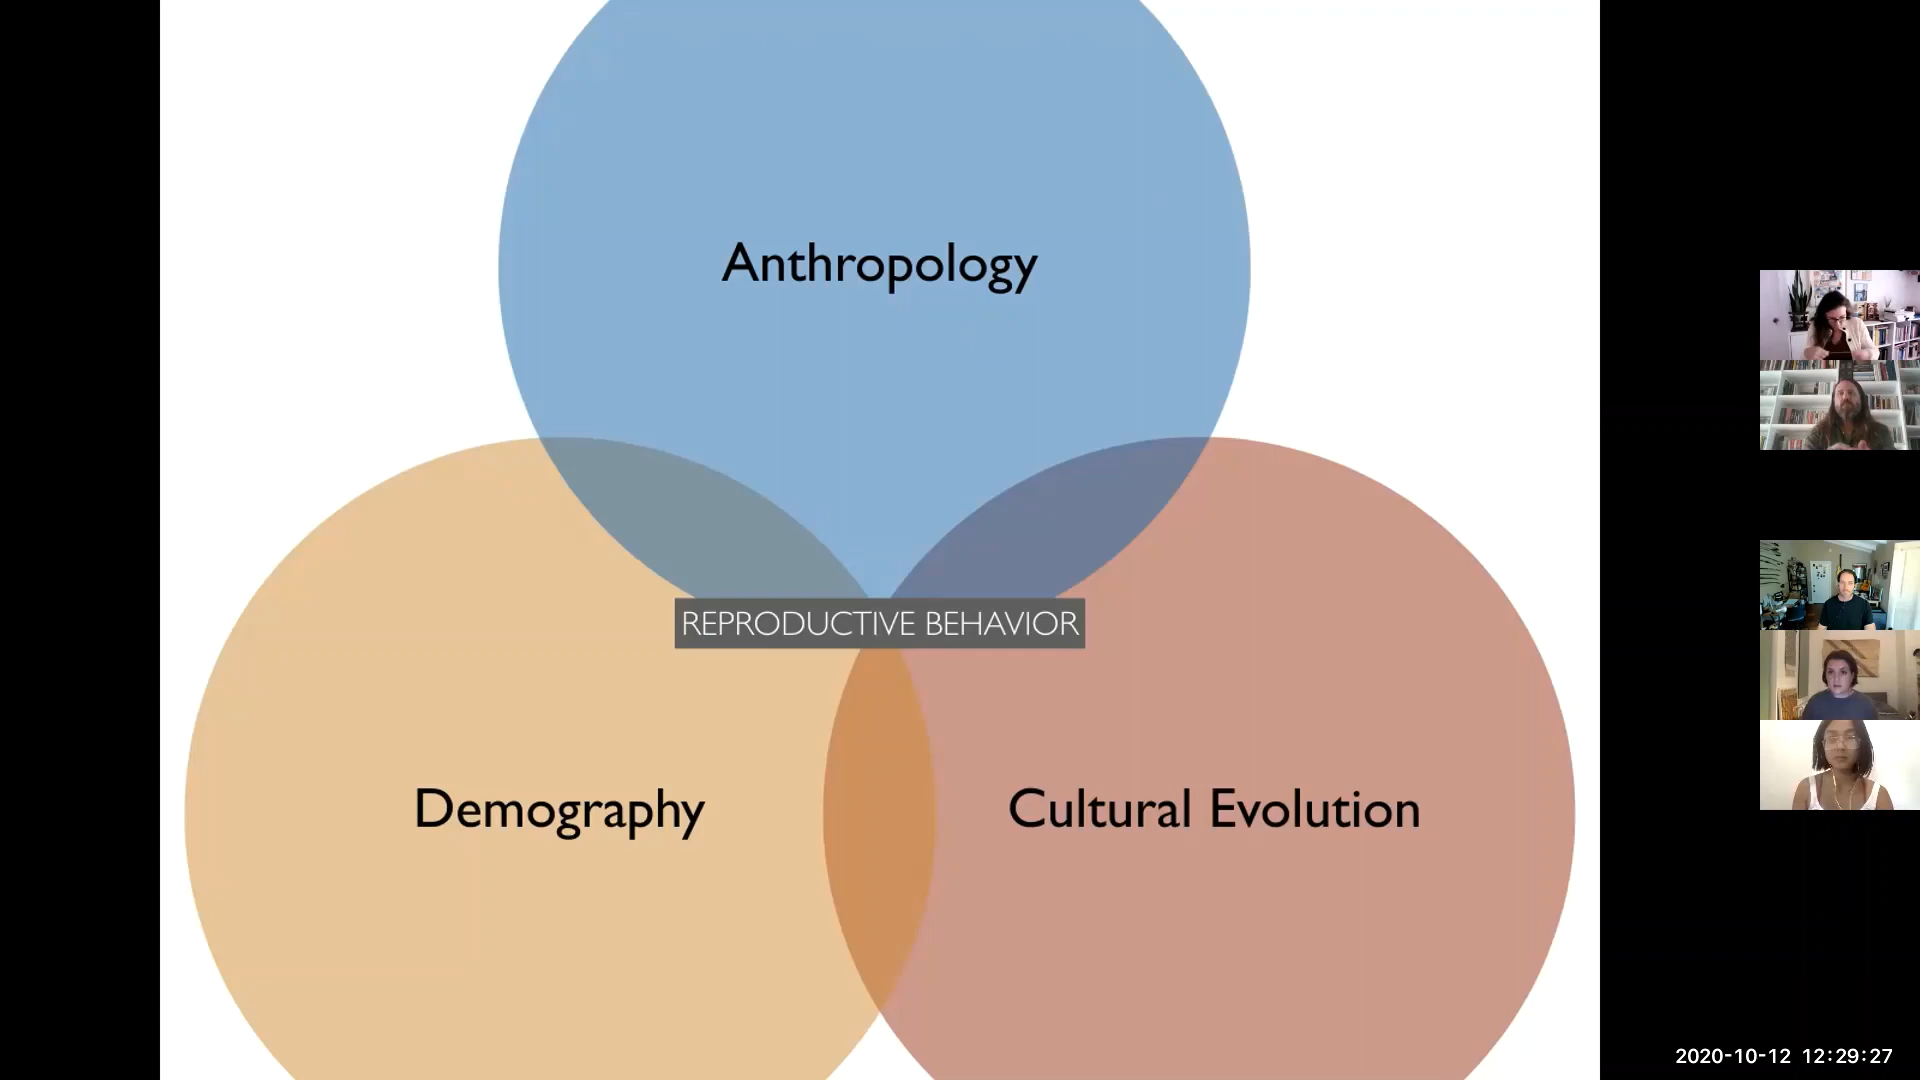 Anthropology
REPRODUCTIVE BEHAVIOR
Demography
Cultural Evolution
2020-10-12 12:29:27